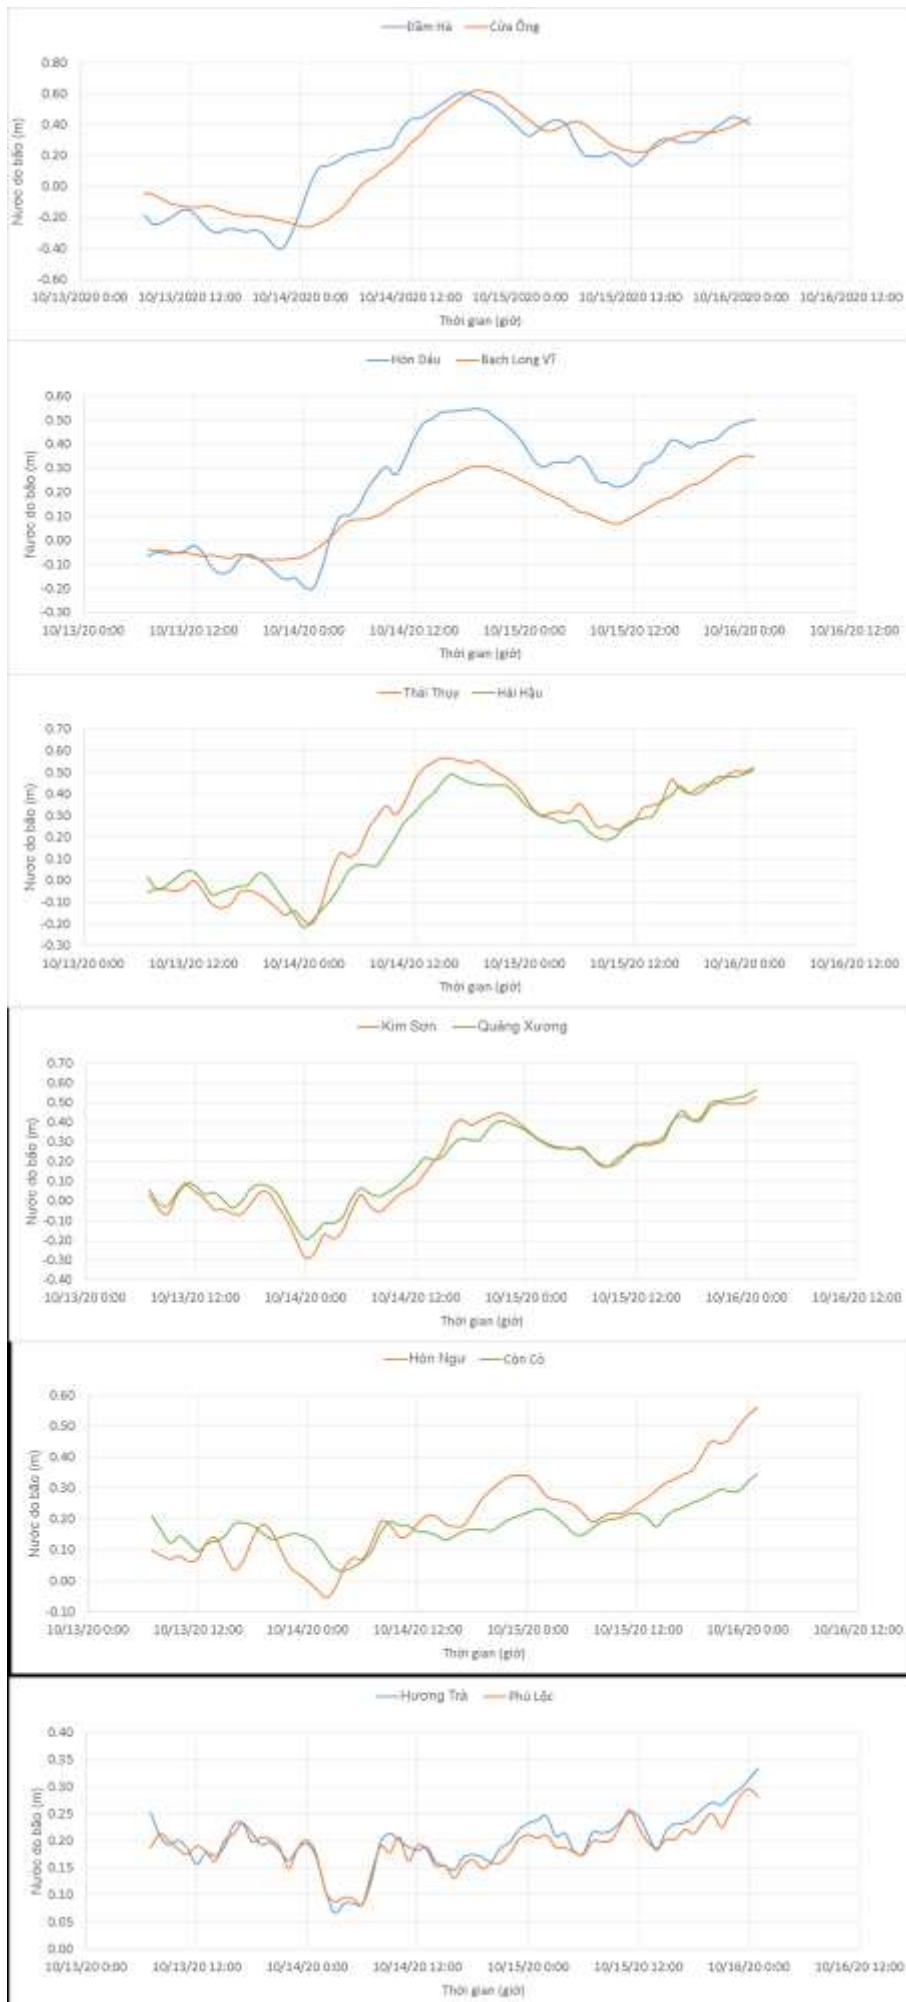 Đầm Hà Cửa Ông
Nước do bão (m)
0.80
0.60
0.40
0.20
0.00
-0.20
-0.40
-0.60
10/13/2020 0:00 10/13/2020 12:00 10/14/2020 0:00 10/14/2020 12:00 10/15/2020 0:00 10/15/2020 12:00 10/16/2020 0:00 10/16/2020 12:00
Thời gian (giờ)
Hòn Dáu Bạch Long Vĩ
Nước do bão (m)
0.60
0.50
0.40
0.30
0.20
0.10
0.00
-0.10
-0.20
-0.30
10/13/20 0:00 10/13/20 12:00 10/14/20 0:00 10/14/20 12:00 10/15/20 0:00 10/15/20 12:00 10/16/20 0:00 10/16/20 12:00
Thời gian (giờ)
Thái Thụy Hải Hậu
Nước do bão (m)
0.70
0.60
0.50
0.40
0.30
0.20
0.10
0.00
-0.10
-0.20
-0.30
10/13/20 0:00 10/13/20 12:00 10/14/20 0:00 10/14/20 12:00 10/15/20 0:00 10/15/20 12:00 10/16/20 0:00 10/16/20 12:00
Thời gian (giờ)
Kim Sơn Quảng Xương
Nước do bão (m)
0.70
0.60
0.50
0.40
0.30
0.20
0.10
0.00
-0.10
-0.20
-0.30
-0.40
10/13/20 0:00 10/13/20 12:00 10/14/20 0:00 10/14/20 12:00 10/15/20 0:00 10/15/20 12:00 10/16/20 0:00 10/16/20 12:00
Thời gian (giờ)
Hòn Ngư Cồn Cỏ
Nước do bão (m)
0.60
0.50
0.40
0.30
0.20
0.10
0.00
-0.10
10/13/20 0:00 10/13/20 12:00 10/14/20 0:00 10/14/20 12:00 10/15/20 0:00 10/15/20 12:00 10/16/20 0:00 10/16/20 12:00
Thời gian (giờ)
Hương Trà Phú Lộc
Nước do bão (m)
0.40
0.35
0.30
0.25
0.20
0.15
0.10
0.05
0.00
10/13/20 0:00 10/13/20 12:00 10/14/20 0:00 10/14/20 12:00 10/15/20 0:00 10/15/20 12:00 10/16/20 0:00 10/16/20 12:00
Thời gian (giờ)